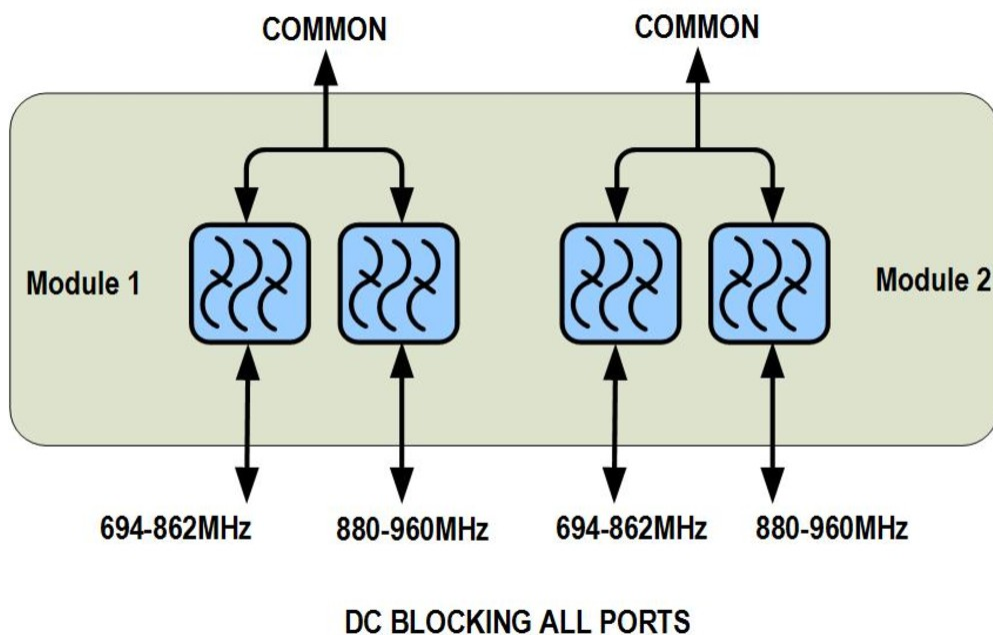 COMMON COMMON
Module 1 Module 2
694-862MHz 880-960MHz 694-862MHz 880-960MHz
DC BLOCKING ALL PORTS